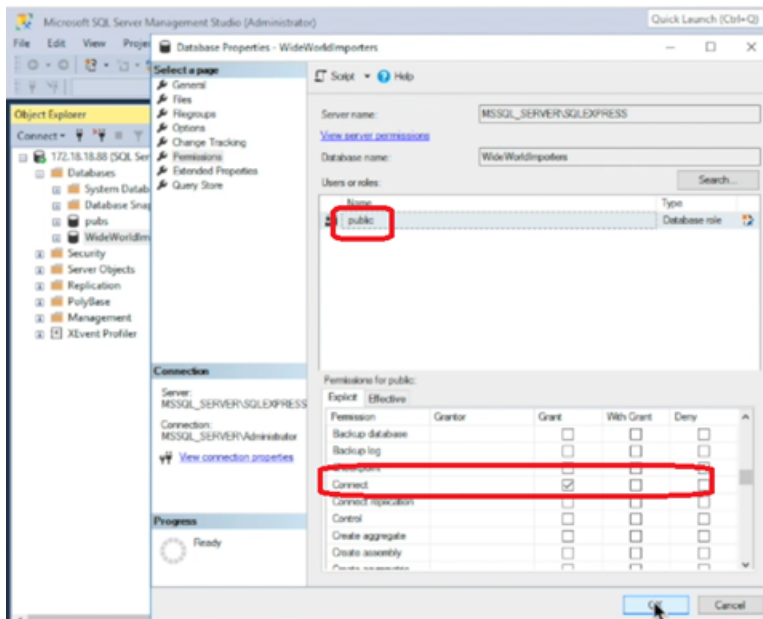 Microsoft SQL Server Management Studio (Administrator)
Quick Launch (Ctrl+Q)
File Edit View Proje
Database Properties - WideWorldImporters
Select a page
General
Files
Filegroups
Options
Change Tracking
Permissions
Extended Properties
Query Store
Script Help
Object Explorer
Connect
172.18.18.88 (SQL Ser
Databases
System Datab
Database Snap
pubs
WideWorldIm
Security
Server Objects
Replication
PolyBase
Management
XEvent Profiler
Server name: MSSQL_SERVER\SQLEXPRESS
View server permissions
Database name: WideWorldImporters
Users or roles: Search...
Name Type
public Database role
Connection
Server:
MSSQL_SERVER\SQLEXPRESS
Connection:
MSSQL_SERVER\Administrator
View connection properties
Progress
Ready
Permissions for public:
Explicit Effective
Permission Grantor Grant With Grant Deny
Backup database
Backup log
Checkpoint
Connect
Connect replication
Control
Create aggregate
Create assembly
OK Cancel